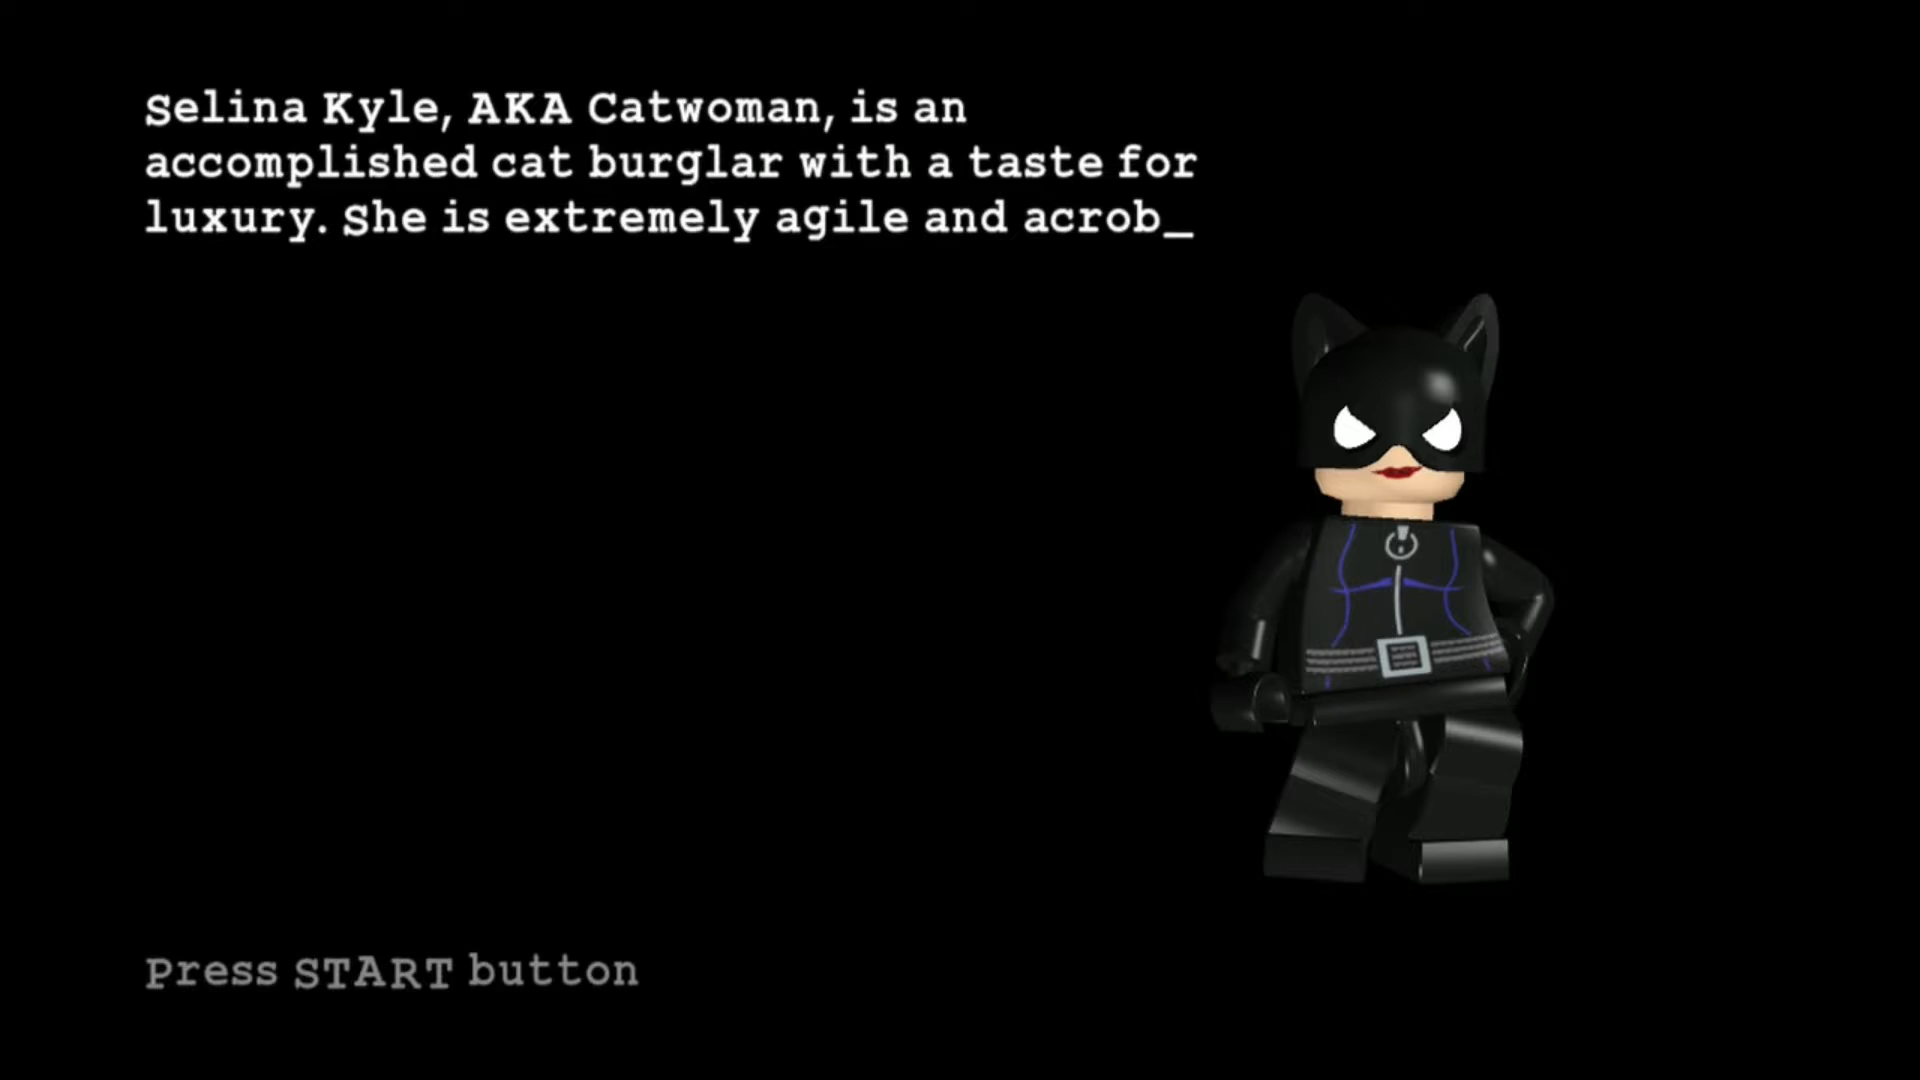 Selina Kyle, AKA Catwoman, is an
accomplished cat burglar with a taste for
luxury. She is extremely agile and acrob_
Press START button